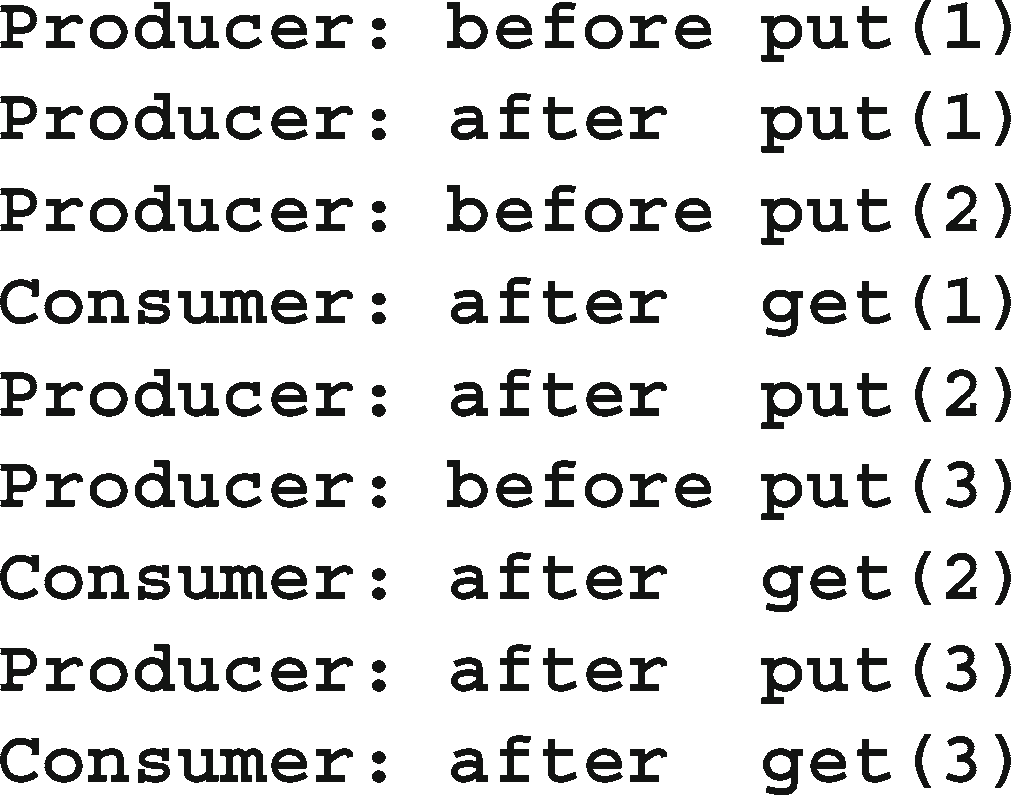 Producer: before put(1)
Producer: after  put(1)
Producer: before put(2)
Consumer: after  get(1)
Producer: after  put(2)
Producer: before put(3)
Consumer: after  get(2)
Producer: after  put(3)
Consumer: after  get(3)